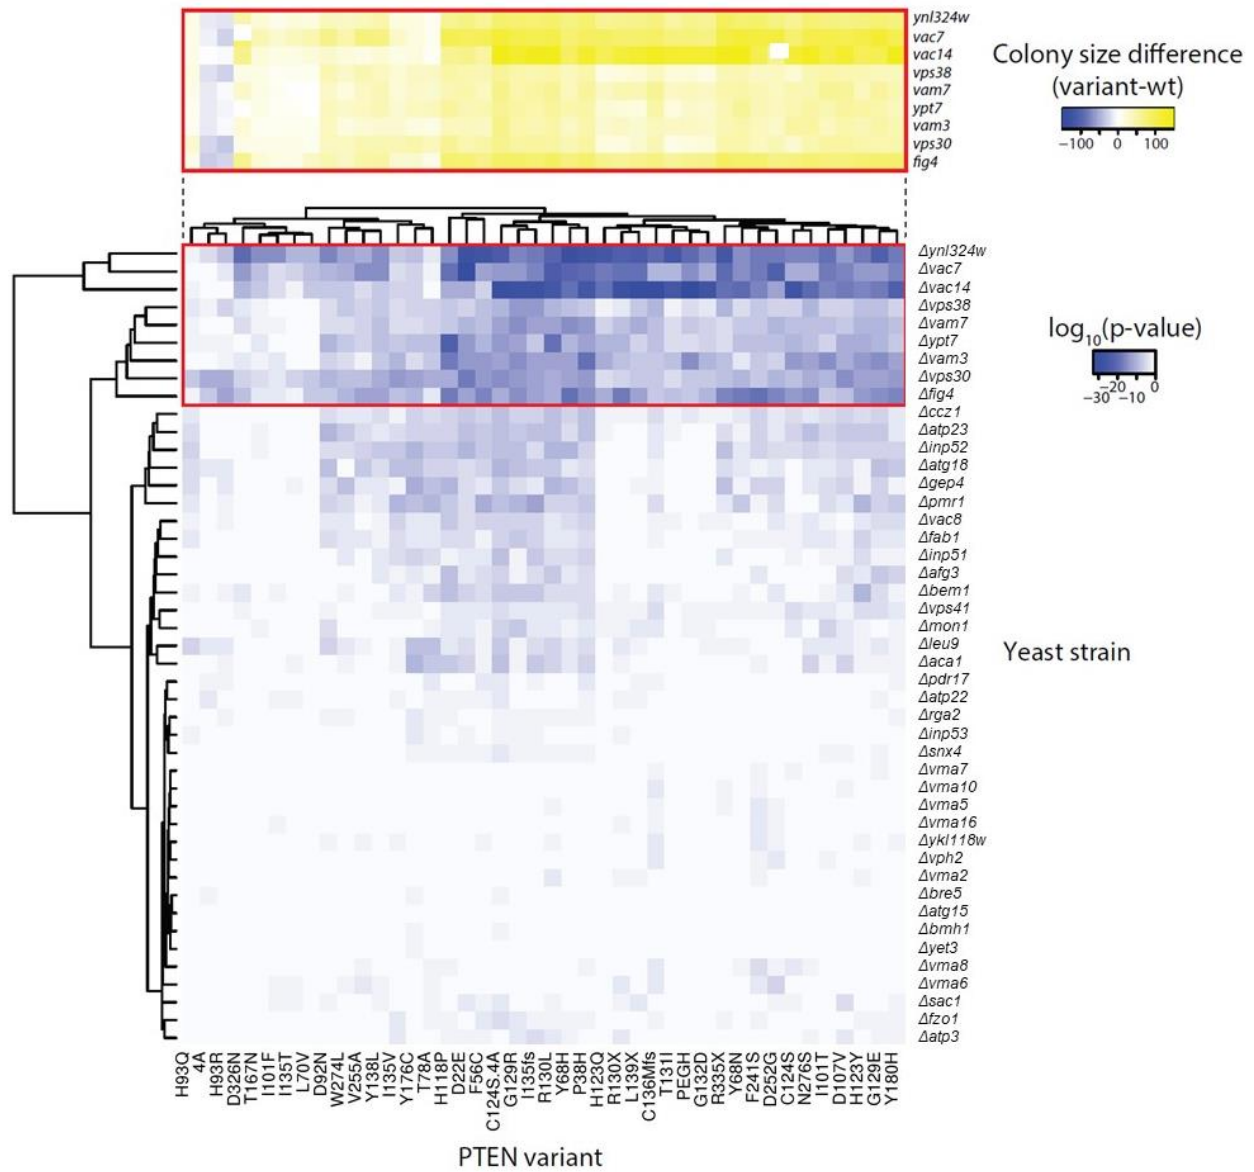 ynl324w
vac7
vac14
vps38
vam7
ypt7
vam3
vps30
fig4
Colony size difference
(variant-wt)
−100 0 100
Δynl324w
Δvac7
Δvac14
Δvps38
Δvam7
Δypt7
Δvam3
Δvps30
Δfig4
Δccz1
Δatp23
Δinp52
Δatg18
Δgep4
Δpmr1
Δvac8
Δfab1
Δinp51
Δafg3
Δbem1
Δvps41
Δmon1
Δleu9
Δaca1
Δpdr17
Δatp22
Δrga2
Δinp53
Δsnx4
Δvma7
Δvma10
Δvma5
Δvma16
Δykl118w
Δvph2
Δvma2
Δbre5
Δatg15
Δbmh1
Δyet3
Δvma8
Δvma6
Δsac1
Δfzo1
Δatp3
log10(p-value)
−30 −20 −10 0
Yeast strain
H93Q
4A
H93R
D326N
T167N
I101F
I135T
L70V
D92N
W274L
V255A
Y138L
I135V
Y176C
T78A
H118P
D22E
F56C
C124S.4A
G129R
I135fs
R130L
Y68H
P38H
H123Q
R130X
L139X
C136Mfs
T131I
PEGH
G132D
R335X
Y68N
F241S
D252G
C124S
N276S
I101T
D107V
H123Y
G129E
Y180H
PTEN variant